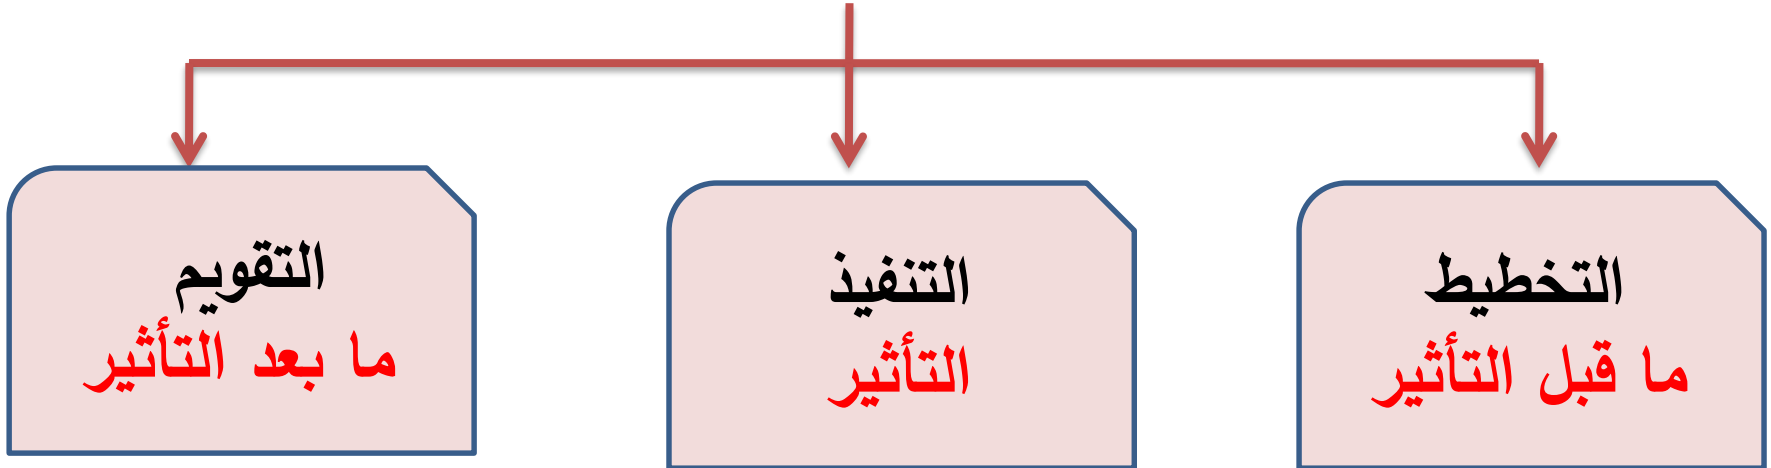 التخطيط
ما قبل التأثير
التنفيذ
التأثير
التقويم
ما بعد التأثير